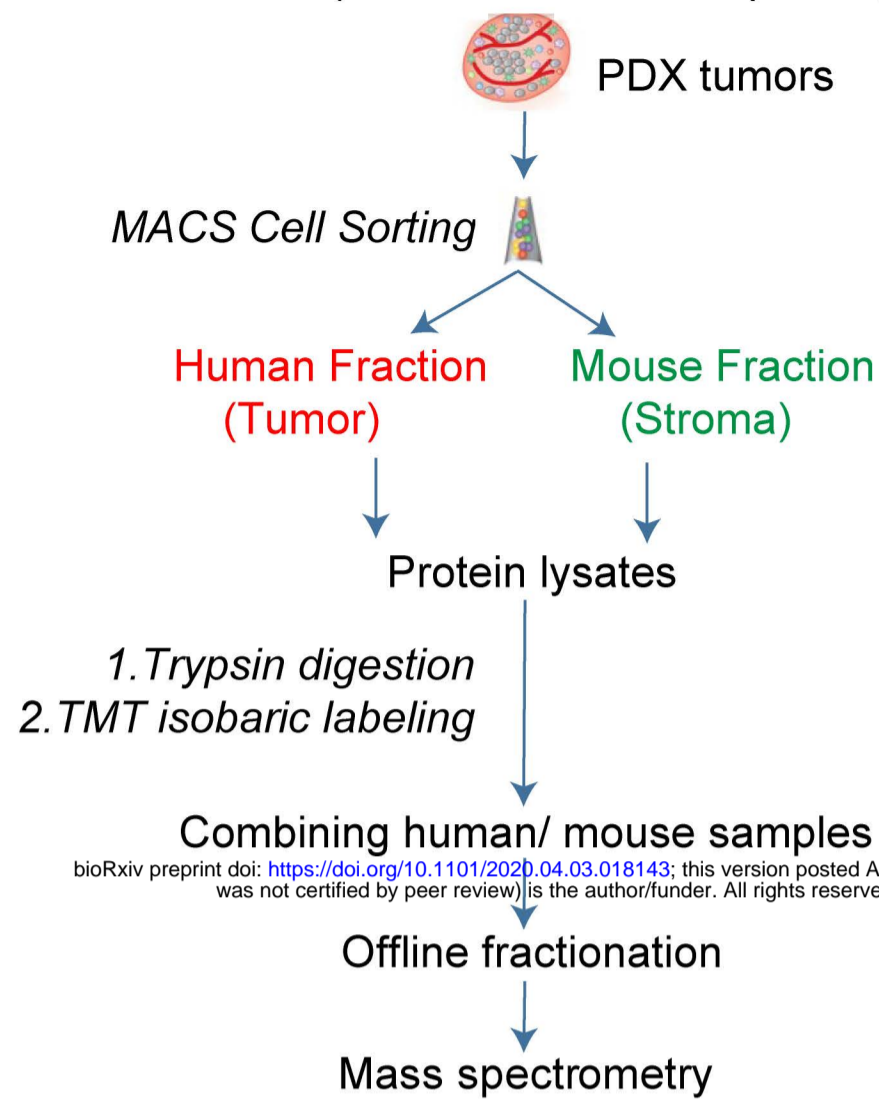 PDX tumors
MACS Cell Sorting
Human Fraction
(Tumor)
Mouse Fraction
(Stroma)
Protein lysates
1. Trypsin digestion
2. TMT isobaric labeling
Combining human/ mouse samples
bioRxiv preprint doi: https://doi.org/10.1101/2020.04.03.018143; this version posted A
was not certified by peer review) is the author/funder. All rights reserve
Offline fractionation
Mass spectrometry